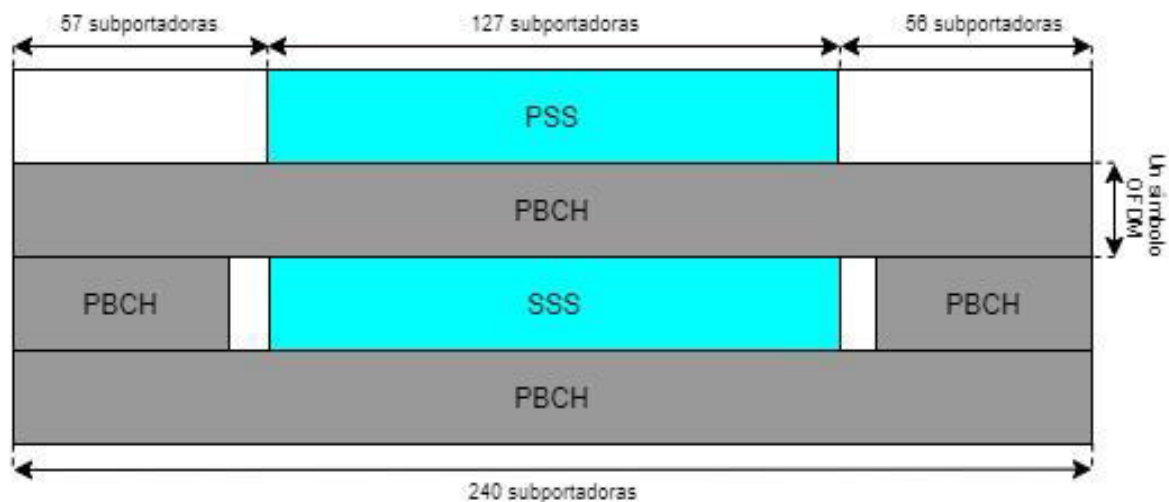 57 subportadoras
127 subportadoras
56 subportadoras
PSS
PBCH
Un símbolo
OFDM
PBCH
SSS
PBCH
PBCH
240 subportadoras